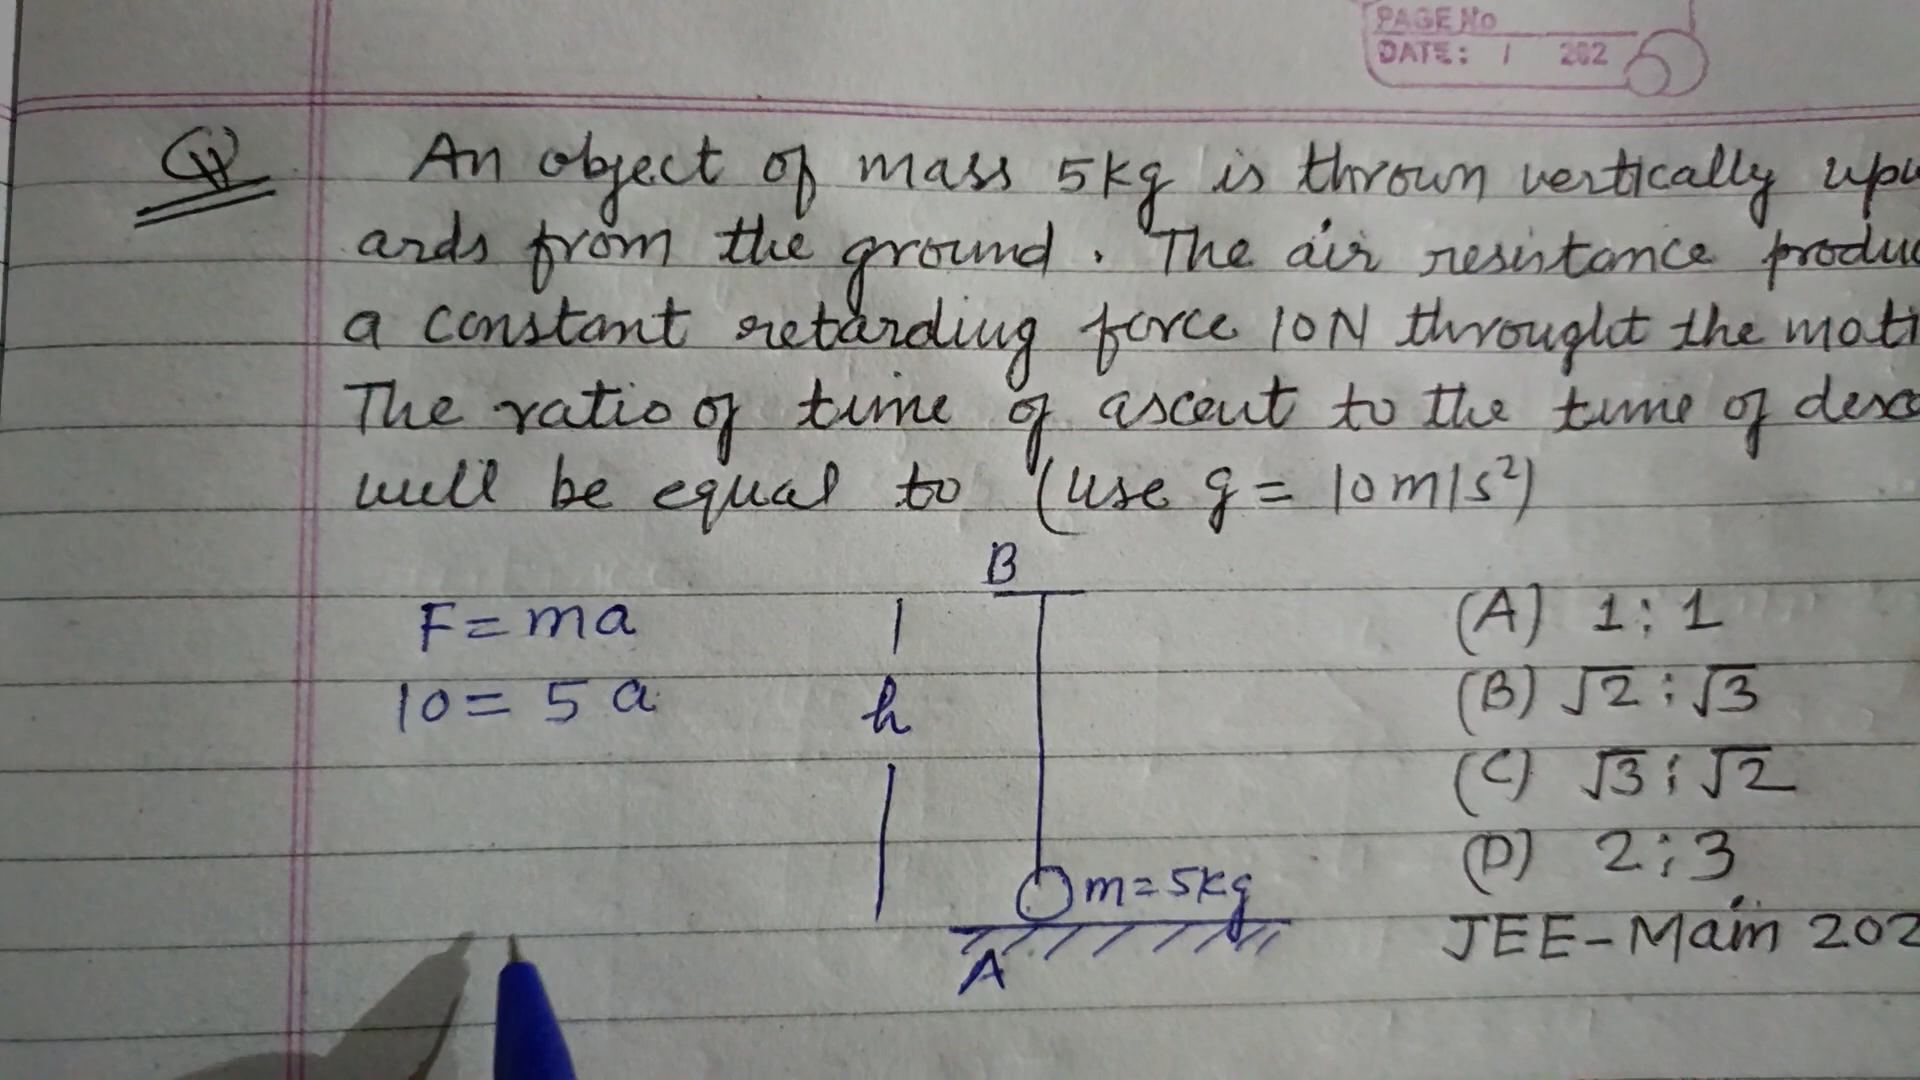 PAGE No
DATE: / 202
Q
An object of mass 5kg is thrown vertically upw
ards from the ground. The air resistance produc
a constant retarding force 10N throught the moti
The ratio of time of ascent to the time of desce
will be equal to (use g = 10m/s²)
B
F = ma
10 = 5 a
h
m = 5kg
A
(A) 1:1
(B) √2:√3
(C) √3:√2
(D) 2:3
JEE-Main 202